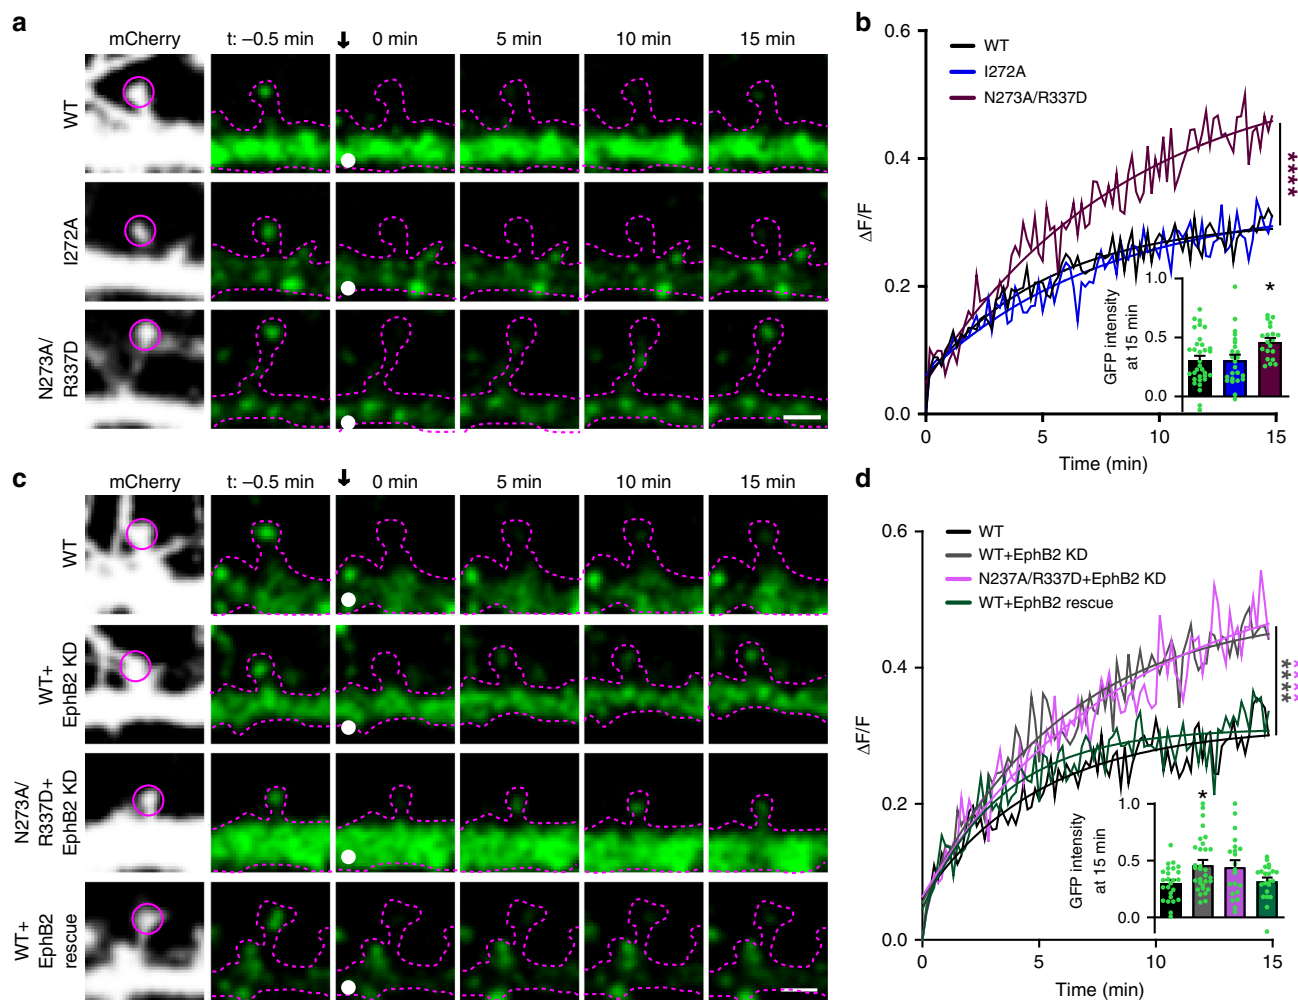 a
mCherry t: −0.5 min 0 min 5 min 10 min 15 min
WT
I272A
N273A/
R337D
b
0.6
0.4
0.2
0.0
ΔF/F
WT
I272A
N273A/R337D
****
1.0
0.5
0.0
GFP intensity
at 15 min
*
0 5 10 15
Time (min)
c
mCherry t: −0.5 min 0 min 5 min 10 min 15 min
WT
WT+
EphB2 KD
N273A/
R337D+
EphB2 KD
WT+
EphB2
rescue
d
0.6
0.4
0.2
0.0
ΔF/F
WT
WT+EphB2 KD
N237A/R337D+EphB2 KD
WT+EphB2 rescue
****
****
1.0
0.5
0.0
GFP intensity
at 15 min
*
0 5 10 15
Time (min)